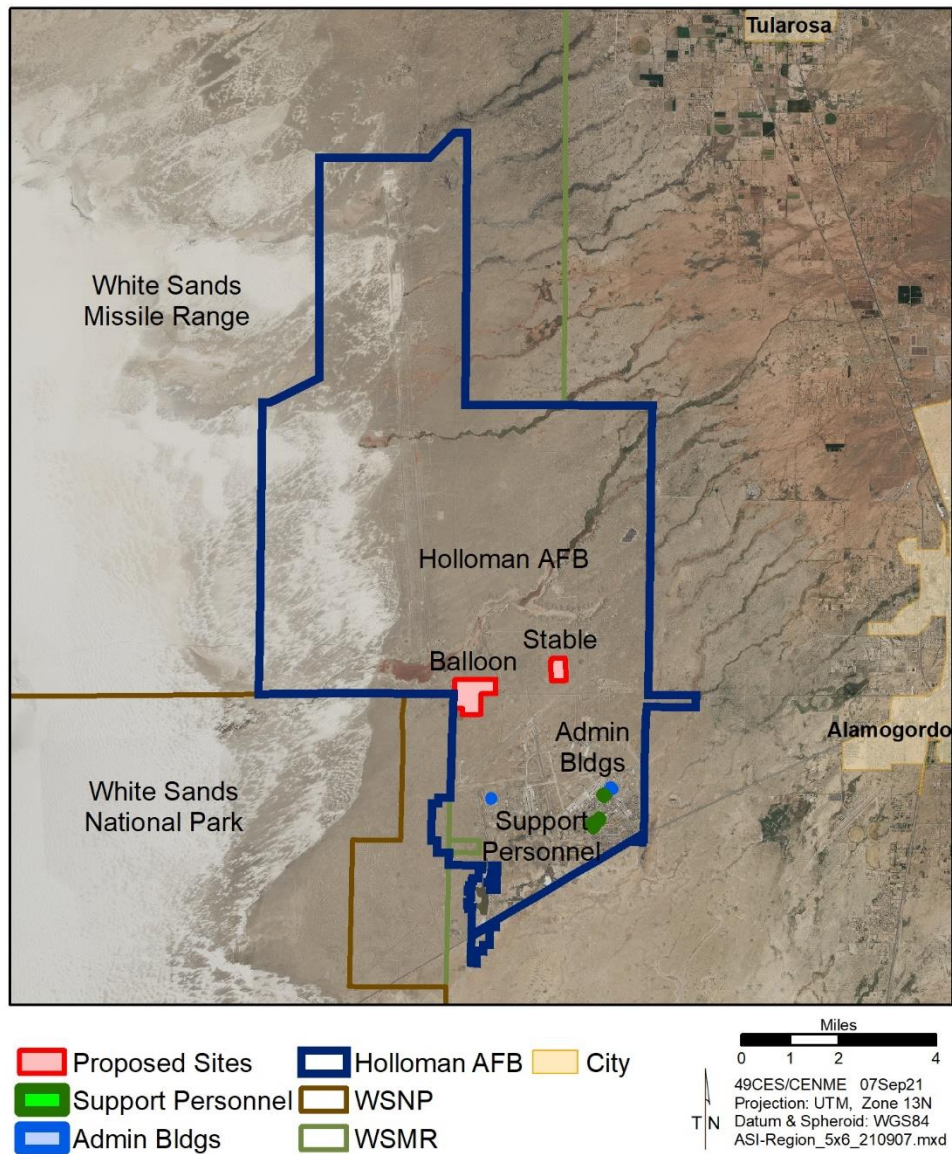 Tularosa
White Sands
Missile Range
Holloman AFB
Stable
Balloon
Admin
Bldgs
Alamogordo
White Sands
National Park
Support
Personnel
Proposed Sites
Support Personnel
Admin Bldgs
Holloman AFB
WSNP
WSMR
City
Miles
0 1 2 4
49CES/CENME 07Sep21
Projection: UTM, Zone 13N
Datum & Spheroid: WGS84
ASI-Region_5x6_210907.mxd
T N